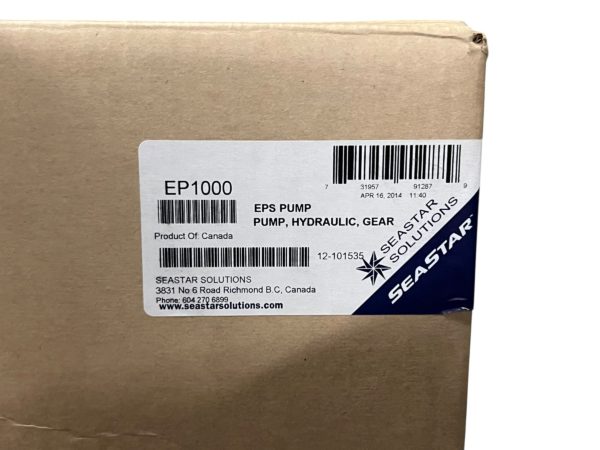 EP1000
7 31957 91287 9
APR 16, 2014 11:40
EPS PUMP
PUMP, HYDRAULIC, GEAR
Product Of: Canada
12-101535
SEASTAR SOLUTIONS
3831 No 6 Road Richmond B.C, Canada
Phone: 604 270 6899
www.seastarsolutions.com
SEASTAR
SOLUTIONS
SEASTAR™